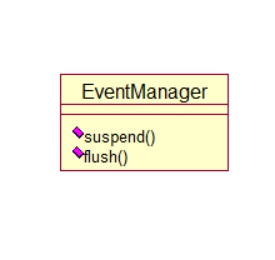 EventManager
suspend()
flush()